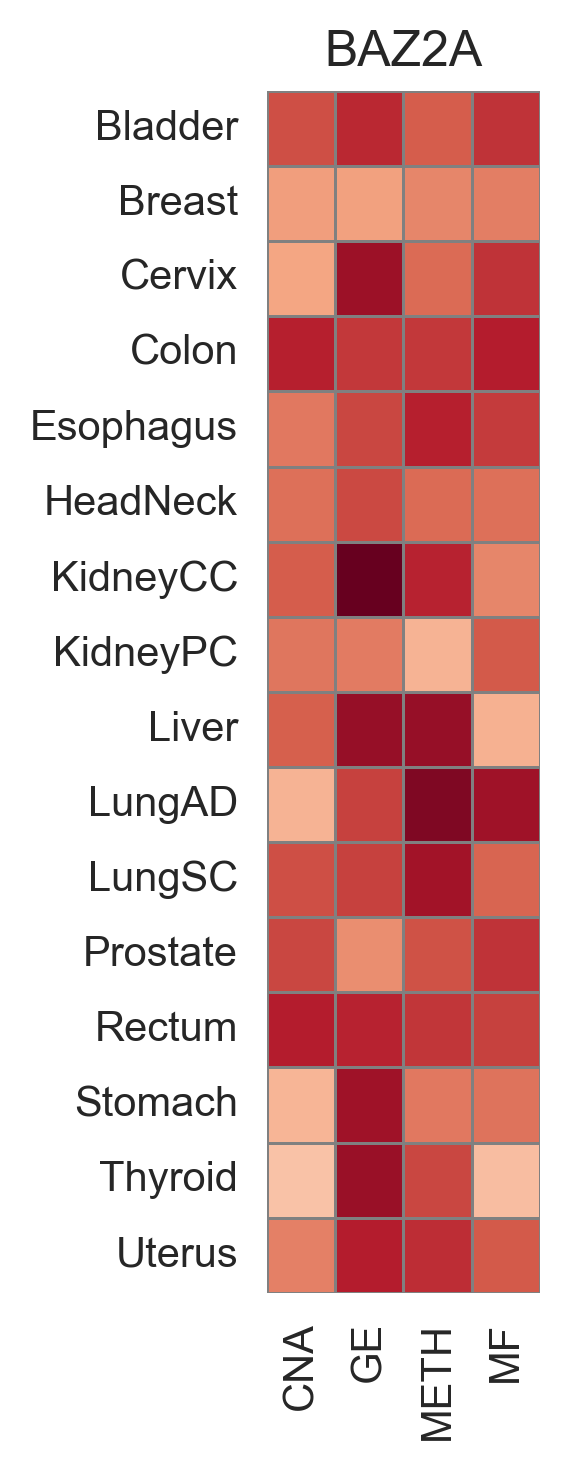 BAZ2A
Bladder
Breast
Cervix
Colon
Esophagus
HeadNeck
KidneyCC
KidneyPC
Liver
LungAD
LungSC
Prostate
Rectum
Stomach
Thyroid
Uterus
CNA
GE
METH
MF